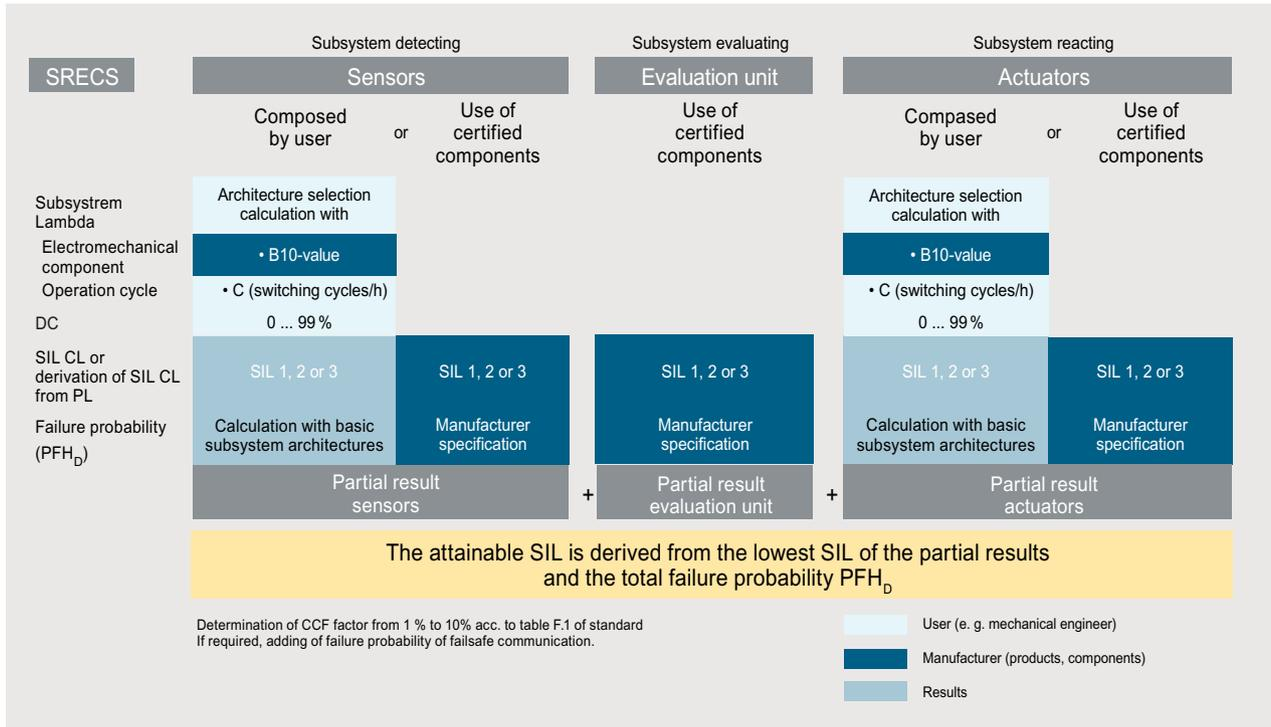 Subsystem detecting
Subsystem evaluating
Subsystem reacting
SRECS
Sensors
Evaluation unit
Actuators
Composed
by user
or
Use of
certified
components
Use of
certified
components
Compased
by user
or
Use of
certified
components
Subsystrem
Lambda
Architecture selection
calculation with
Architecture selection
calculation with
Electromechanical
component
• B10-value
• B10-value
Operation cycle
• C (switching cycles/h)
• C (switching cycles/h)
DC
0 ... 99 %
0 ... 99 %
SIL CL or
derivation of SIL CL
from PL
SIL 1, 2 or 3
SIL 1, 2 or 3
SIL 1, 2 or 3
SIL 1, 2 or 3
SIL 1, 2 or 3
Failure probability
(PFHD)
Calculation with basic
subsystem architectures
Manufacturer
specification
Manufacturer
specification
Calculation with basic
subsystem architectures
Manufacturer
specification
Partial result
sensors
+
Partial result
evaluation unit
+
Partial result
actuators
The attainable SIL is derived from the lowest SIL of the partial results
and the total failure probability PFHD
Determination of CCF factor from 1 % to 10% acc. to table F.1 of standard
If required, adding of failure probability of failsafe communication.
User (e. g. mechanical engineer)
Manufacturer (products, components)
Results